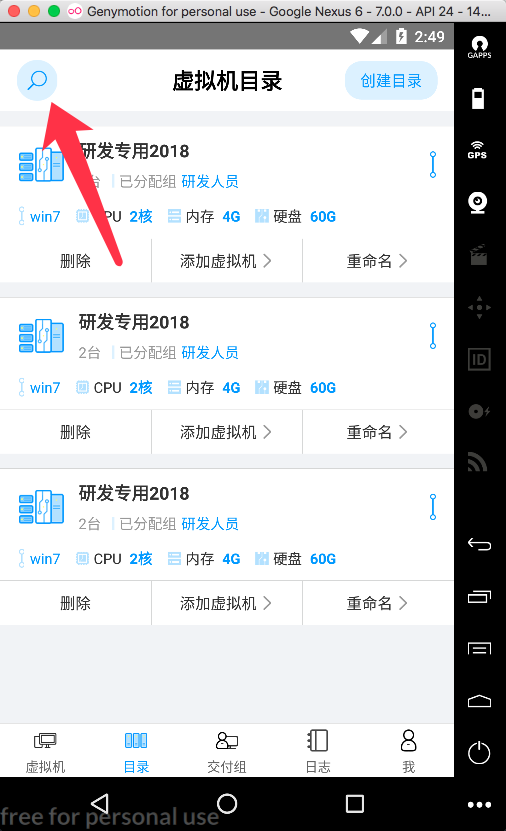 Genymotion for personal use - Google Nexus 6 - 7.0.0 - API 24 - 14...
2:49
虚拟机目录
创建目录
研发专用2018
台 已分配组 研发人员
win7 PU 2核 内存 4G 硬盘 60G
删除 添加虚拟机 重命名
研发专用2018
2台 已分配组 研发人员
win7 CPU 2核 内存 4G 硬盘 60G
删除 添加虚拟机 重命名
研发专用2018
2台 已分配组 研发人员
win7 CPU 2核 内存 4G 硬盘 60G
删除 添加虚拟机 重命名
虚拟机 目录 交付组 日志 我
free for personal use
GAPPS
GPS
ID